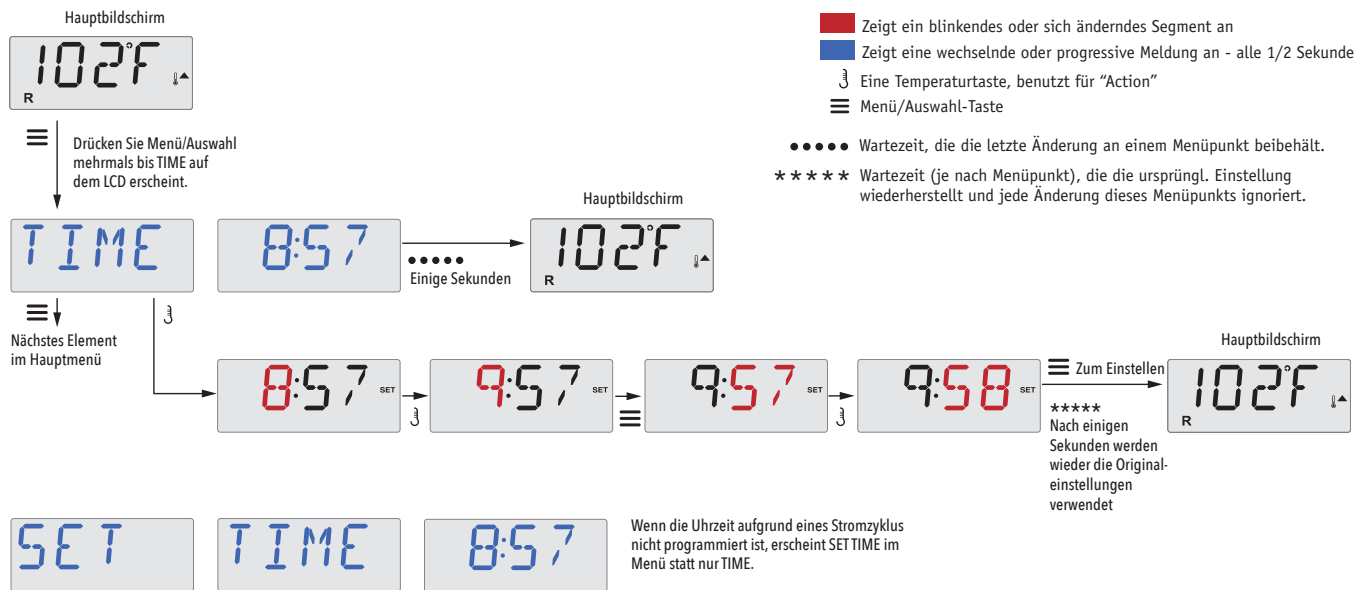 Hauptbildschirm
102°F
R
Drücken Sie Menü/Auswahl
mehrmals bis TIME auf
dem LCD erscheint.
Zeigt ein blinkendes oder sich änderndes Segment an
Zeigt eine wechselnde oder progressive Meldung an - alle 1/2 Sekunde
Eine Temperaturtaste, benutzt für “Action”
Menü/Auswahl-Taste
••••• Wartezeit, die die letzte Änderung an einem Menüpunkt beibehält.
***** Wartezeit (je nach Menüpunkt), die die ursprüngl. Einstellung
wiederherstellt und jede Änderung dieses Menüpunkts ignoriert.
TIME
8:57
•••••
Einige Sekunden
Hauptbildschirm
102°F
R
Nächstes Element
im Hauptmenü
8:57 SET
9:57 SET
9:57 SET
9:58 SET
Zum Einstellen
*****
Nach einigen
Sekunden werden
wieder die Original-
einstellungen
verwendet
Hauptbildschirm
102°F
R
SET
TIME
8:57
Wenn die Uhrzeit aufgrund eines Stromzyklus
nicht programmiert ist, erscheint SET TIME im
Menü statt nur TIME.